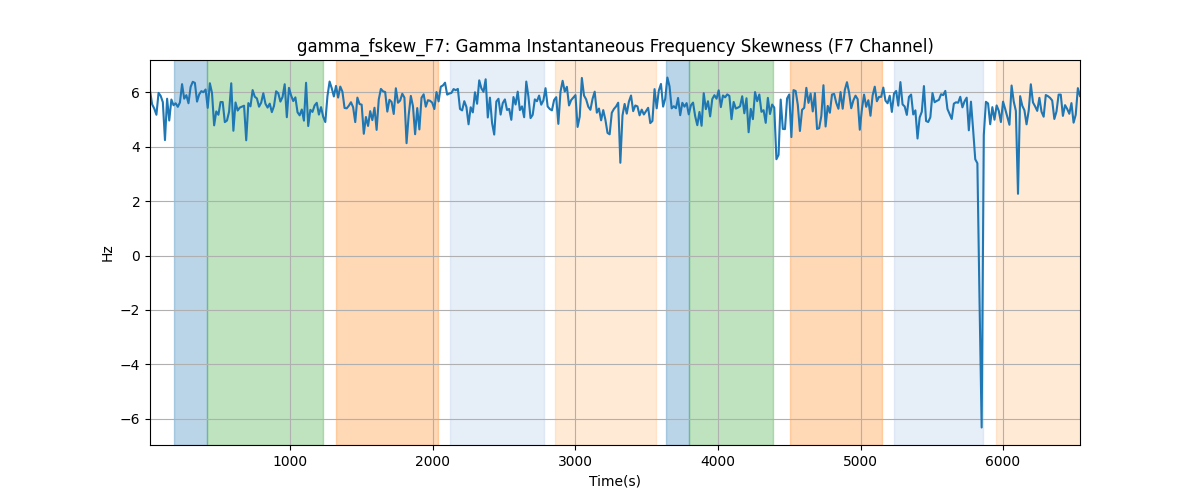 gamma_fskew_F7: Gamma Instantaneous Frequency Skewness (F7 Channel)
6
4
2
0
−2
−4
−6
Hz
1000 2000 3000 4000 5000 6000
Time(s)